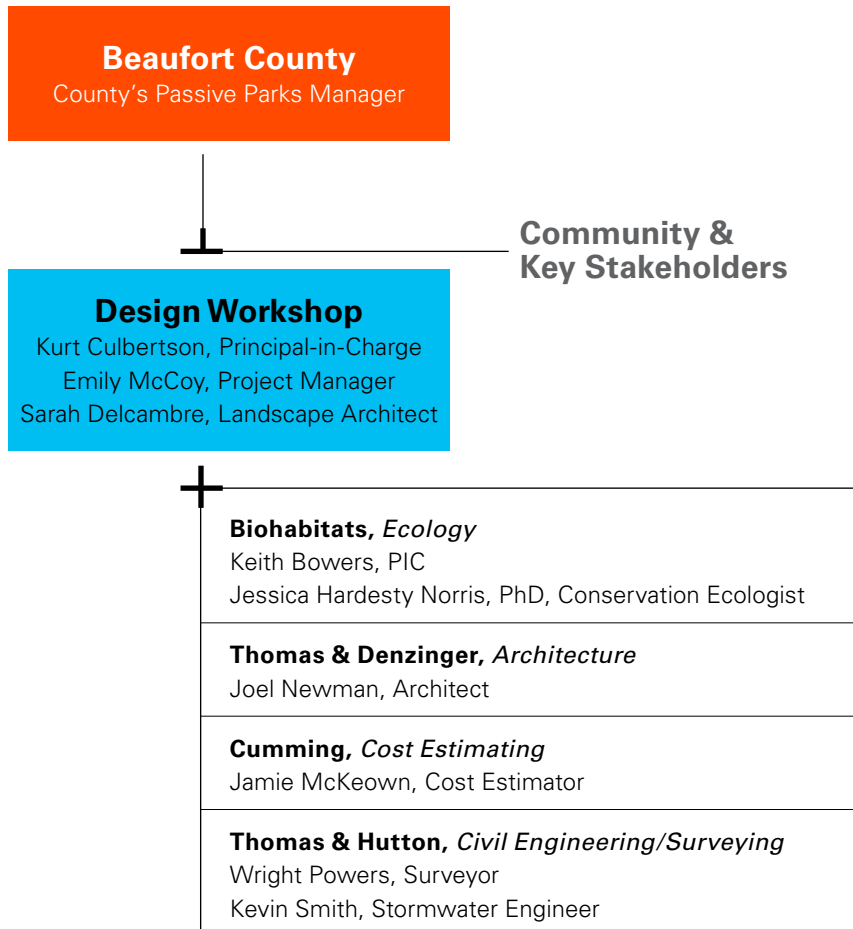 Beaufort County
County's Passive Parks Manager
Community &
Key Stakeholders
Design Workshop
Kurt Culbertson, Principal-in-Charge
Emily McCoy, Project Manager
Sarah Delcambre, Landscape Architect
Biohabitats, Ecology
Keith Bowers, PIC
Jessica Hardesty Norris, PhD, Conservation Ecologist
Thomas & Denzinger, Architecture
Joel Newman, Architect
Cumming, Cost Estimating
Jamie McKeown, Cost Estimator
Thomas & Hutton, Civil Engineering/Surveying
Wright Powers, Surveyor
Kevin Smith, Stormwater Engineer